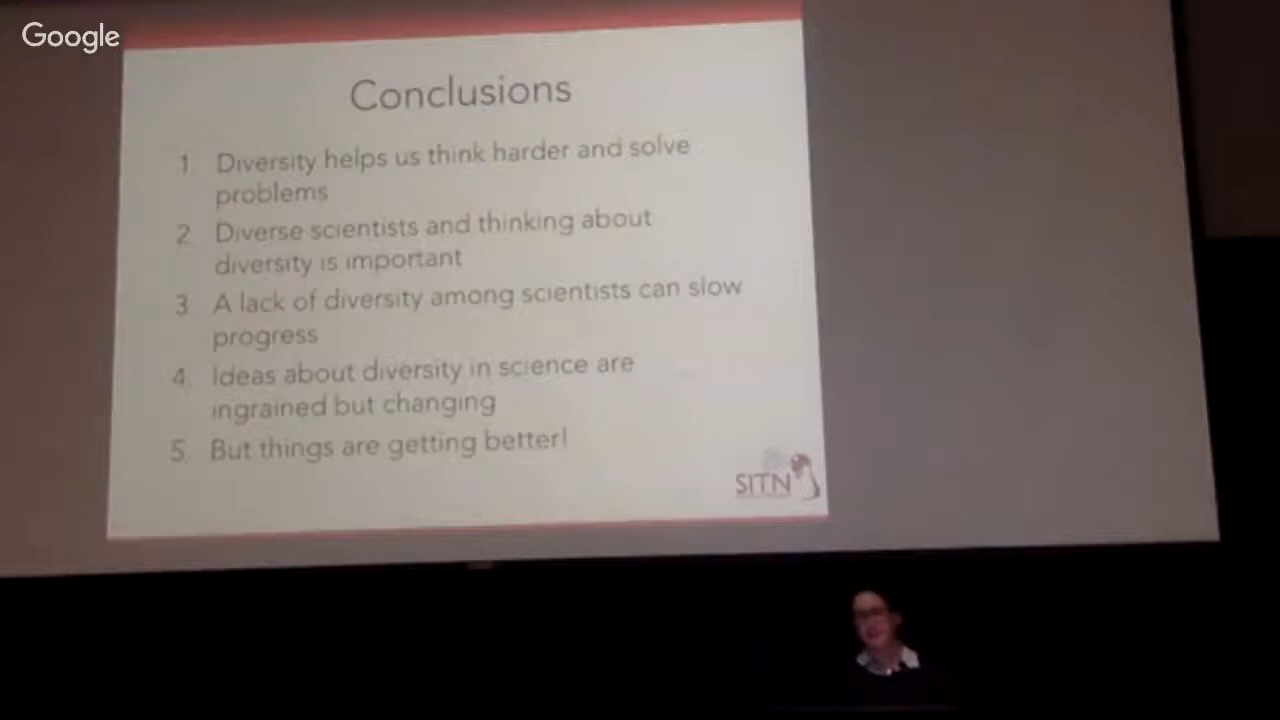 Google
Conclusions
1 Diversity helps us think harder and solve
problems
2 Diverse scientists and thinking about
diversity is important
3 A lack of diversity among scientists can slow
progress
4. Ideas about diversity in science are
ingrained but changing
5. But things are getting better!
SITN